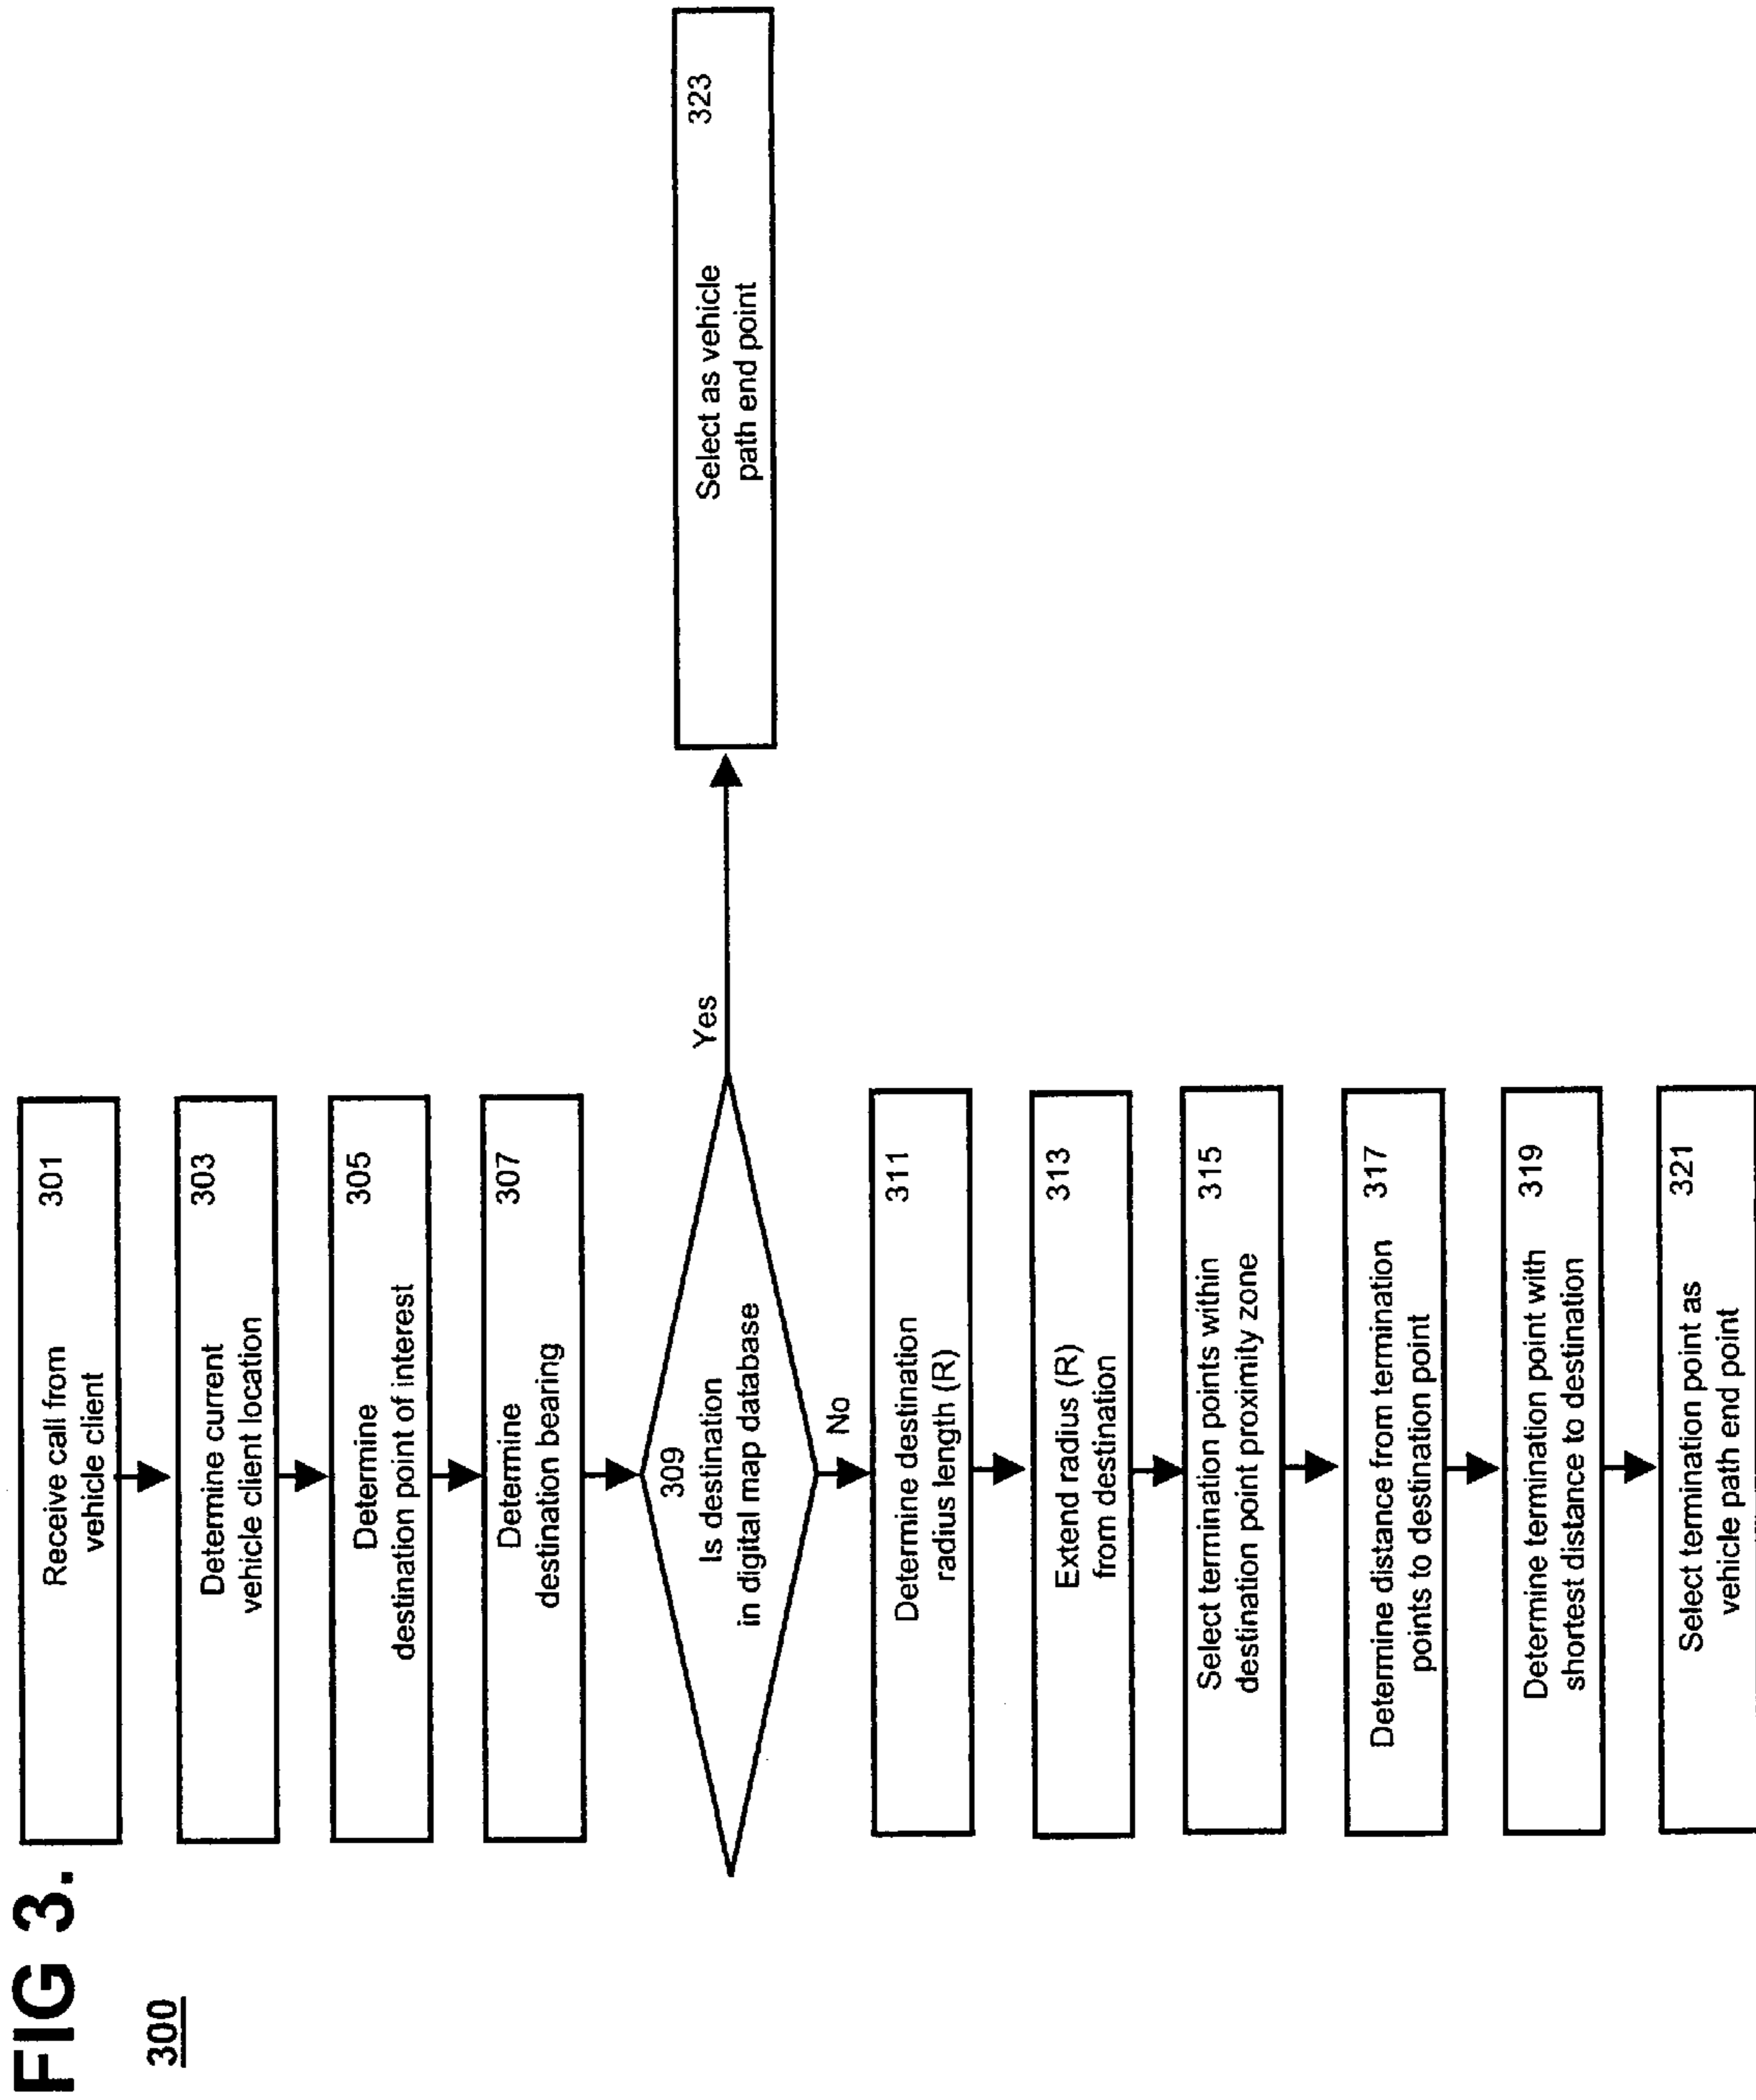 FIG 3.
300
Receive call from 301
vehicle client
Determine current 303
vehicle client location
Determine 305
destination point of interest
Determine 307
destination bearing
309
Is destination
in digital map database
Yes
Select as vehicle 323
path end point
No
Determine destination 311
radius length (R)
Extend radius (R) 313
from destination
Select termination points within 315
destination point proximity zone
Determine distance from termination 317
points to destination point
Determine termination point with 319
shortest distance to destination
Select termination point as 321
vehicle path end point